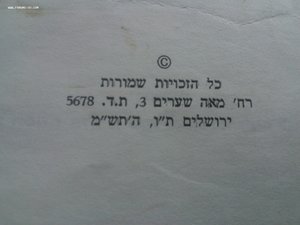 ©
כל הזכויות שמורות
רח' מאה שערים 3, ת.ד. 5678
ירושלים ת"ו, ה'תש"מ